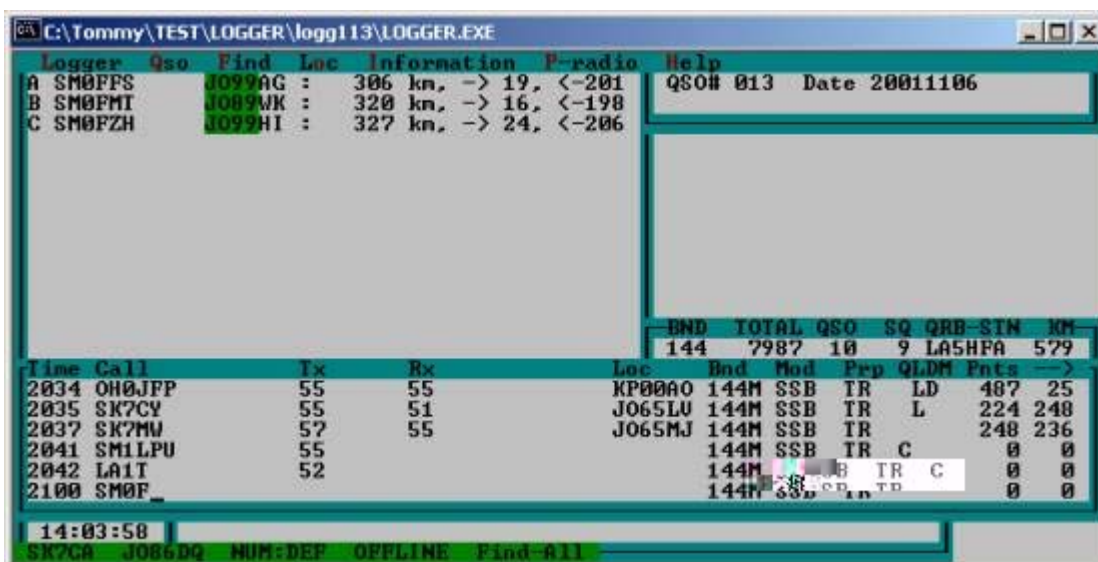 C:\Tommy\TEST\LOGGER\logg113\LOGGER.EXE
Logger Qso Find Loc Information P-radio Help
A SM0FFS JO99AG : 306 km, -> 19, <-201
B SM0FMT JO89WK : 320 km, -> 16, <-198
C SM0FZH JO99HI : 327 km, -> 24, <-206
QSO# 013 Date 20011106
BND TOTAL QSO SQ QRB-STN KM
144 7987 10 9 LA5HFA 579
Time Call Tx Rx Loc Bnd Mod Prp QLDM Pnts -->
2034 OH0JFP 55 55 KP00AO 144M SSB TR LD 487 25
2035 SK7CY 55 51 JO65LV 144M SSB TR L 224 248
2037 SK7MW 57 55 JO65MJ 144M SSB TR 248 236
2041 SM1LPU 55 144M SSB TR C 0 0
2042 LA1T 52 144M TR C 0 0
2100 SM0F_ 144M 0 0
14:03:58
SK7CA JO86DQ NUM:DEF OFFLINE Find-All